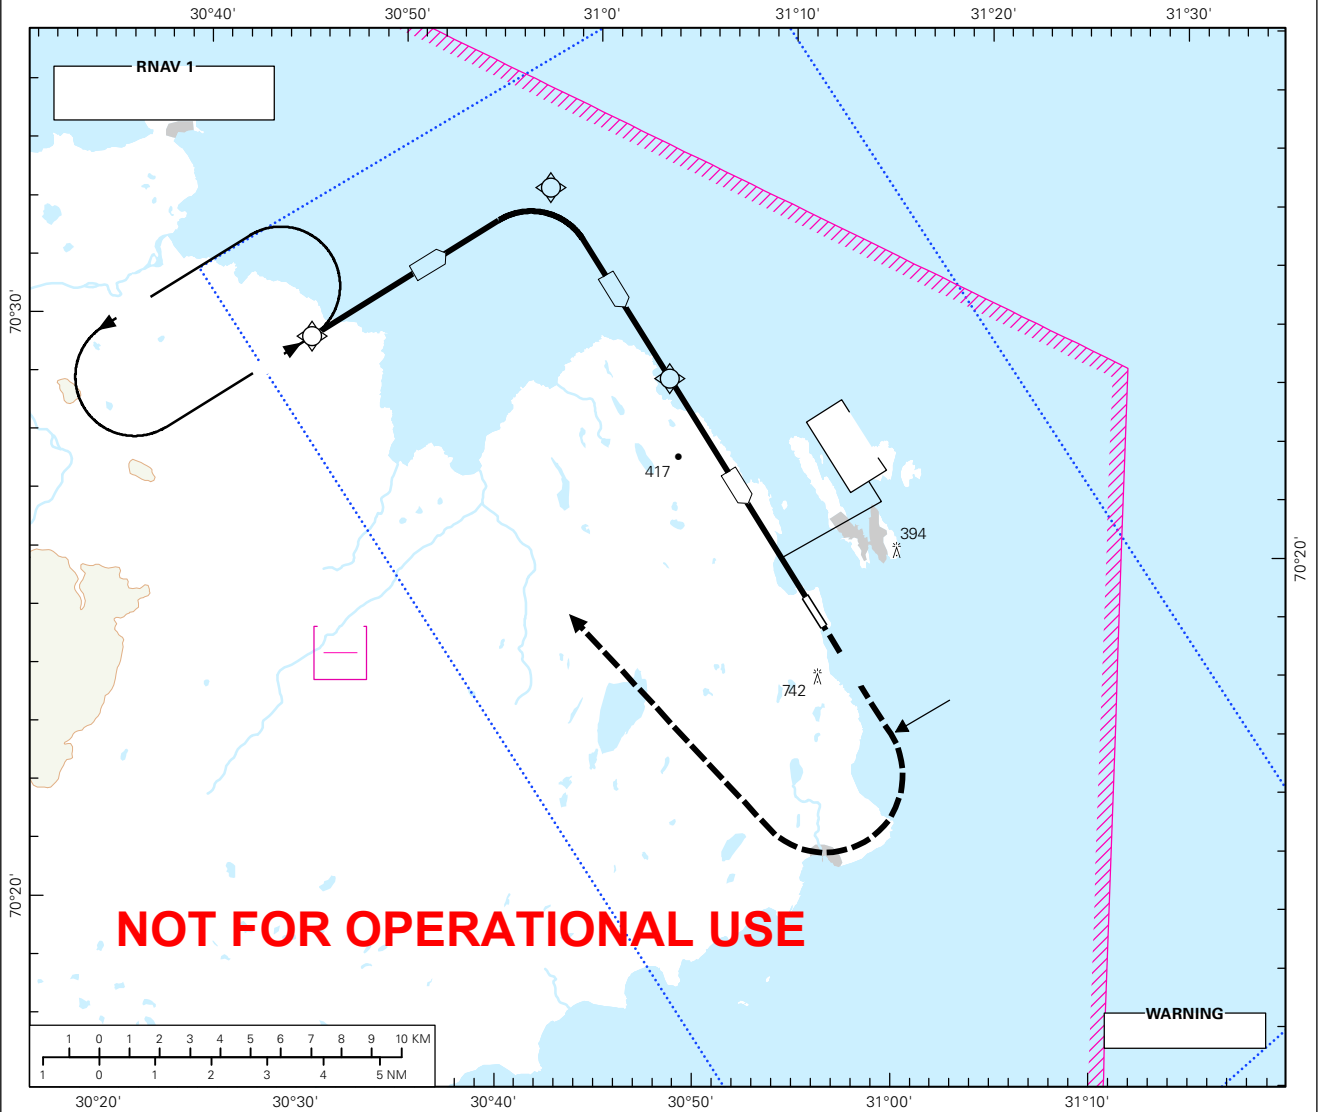 30°40' 30°50' 31°0' 31°10' 31°20' 31°30'
RNAV 1
70°30'
417
394
70°20'
742
70°20'
NOT FOR OPERATIONAL USE
WARNING
1 0 1 2 3 4 5 6 7 8 9 10 KM
1 0 1 2 3 4 5 NM
30°20' 30°30' 30°40' 30°50' 31°00' 31°10'